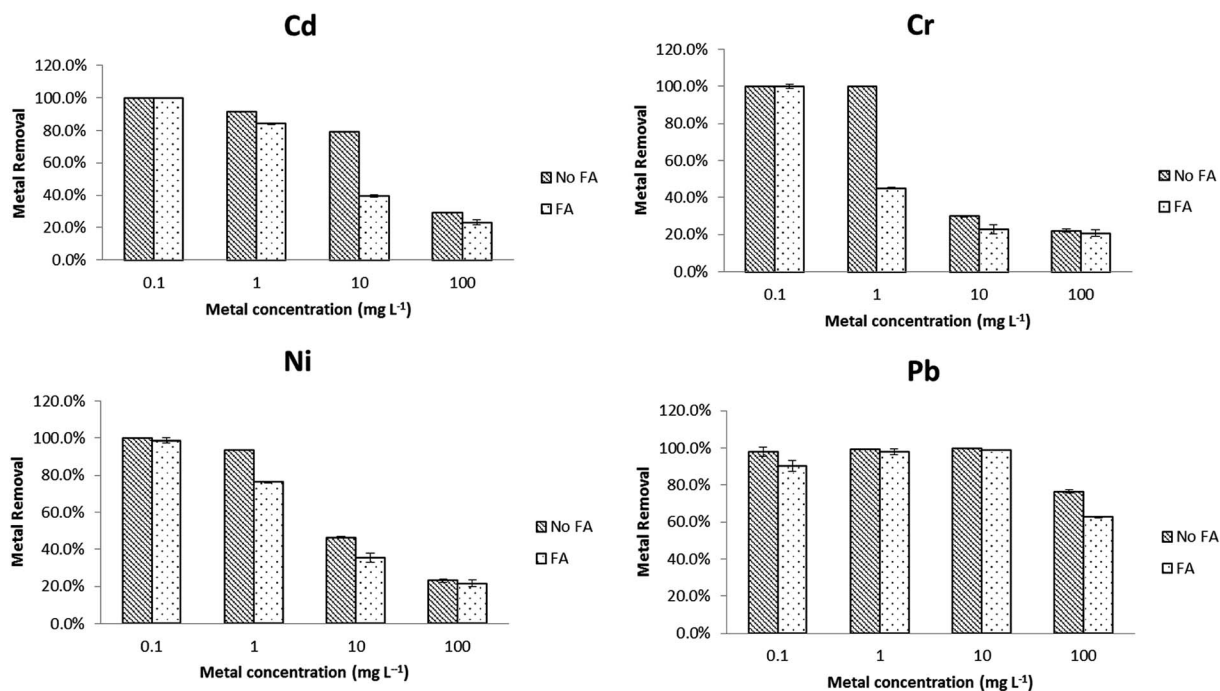 Cd
120.0%
100.0%
80.0%
60.0%
40.0%
20.0%
0.0%
Metal Removal
0.1 1 10 100
Metal concentration (mg L⁻¹)
No FA
FA
Cr
120.0%
100.0%
80.0%
60.0%
40.0%
20.0%
0.0%
Metal Removal
0.1 1 10 100
Metal concentration (mg L⁻¹)
No FA
FA
Ni
120.0%
100.0%
80.0%
60.0%
40.0%
20.0%
0.0%
Metal Removal
0.1 1 10 100
Metal concentration (mg L⁻¹)
No FA
FA
Pb
120.0%
100.0%
80.0%
60.0%
40.0%
20.0%
0.0%
Metal Removal
0.1 1 10 100
Metal concentration (mg L⁻¹)
No FA
FA